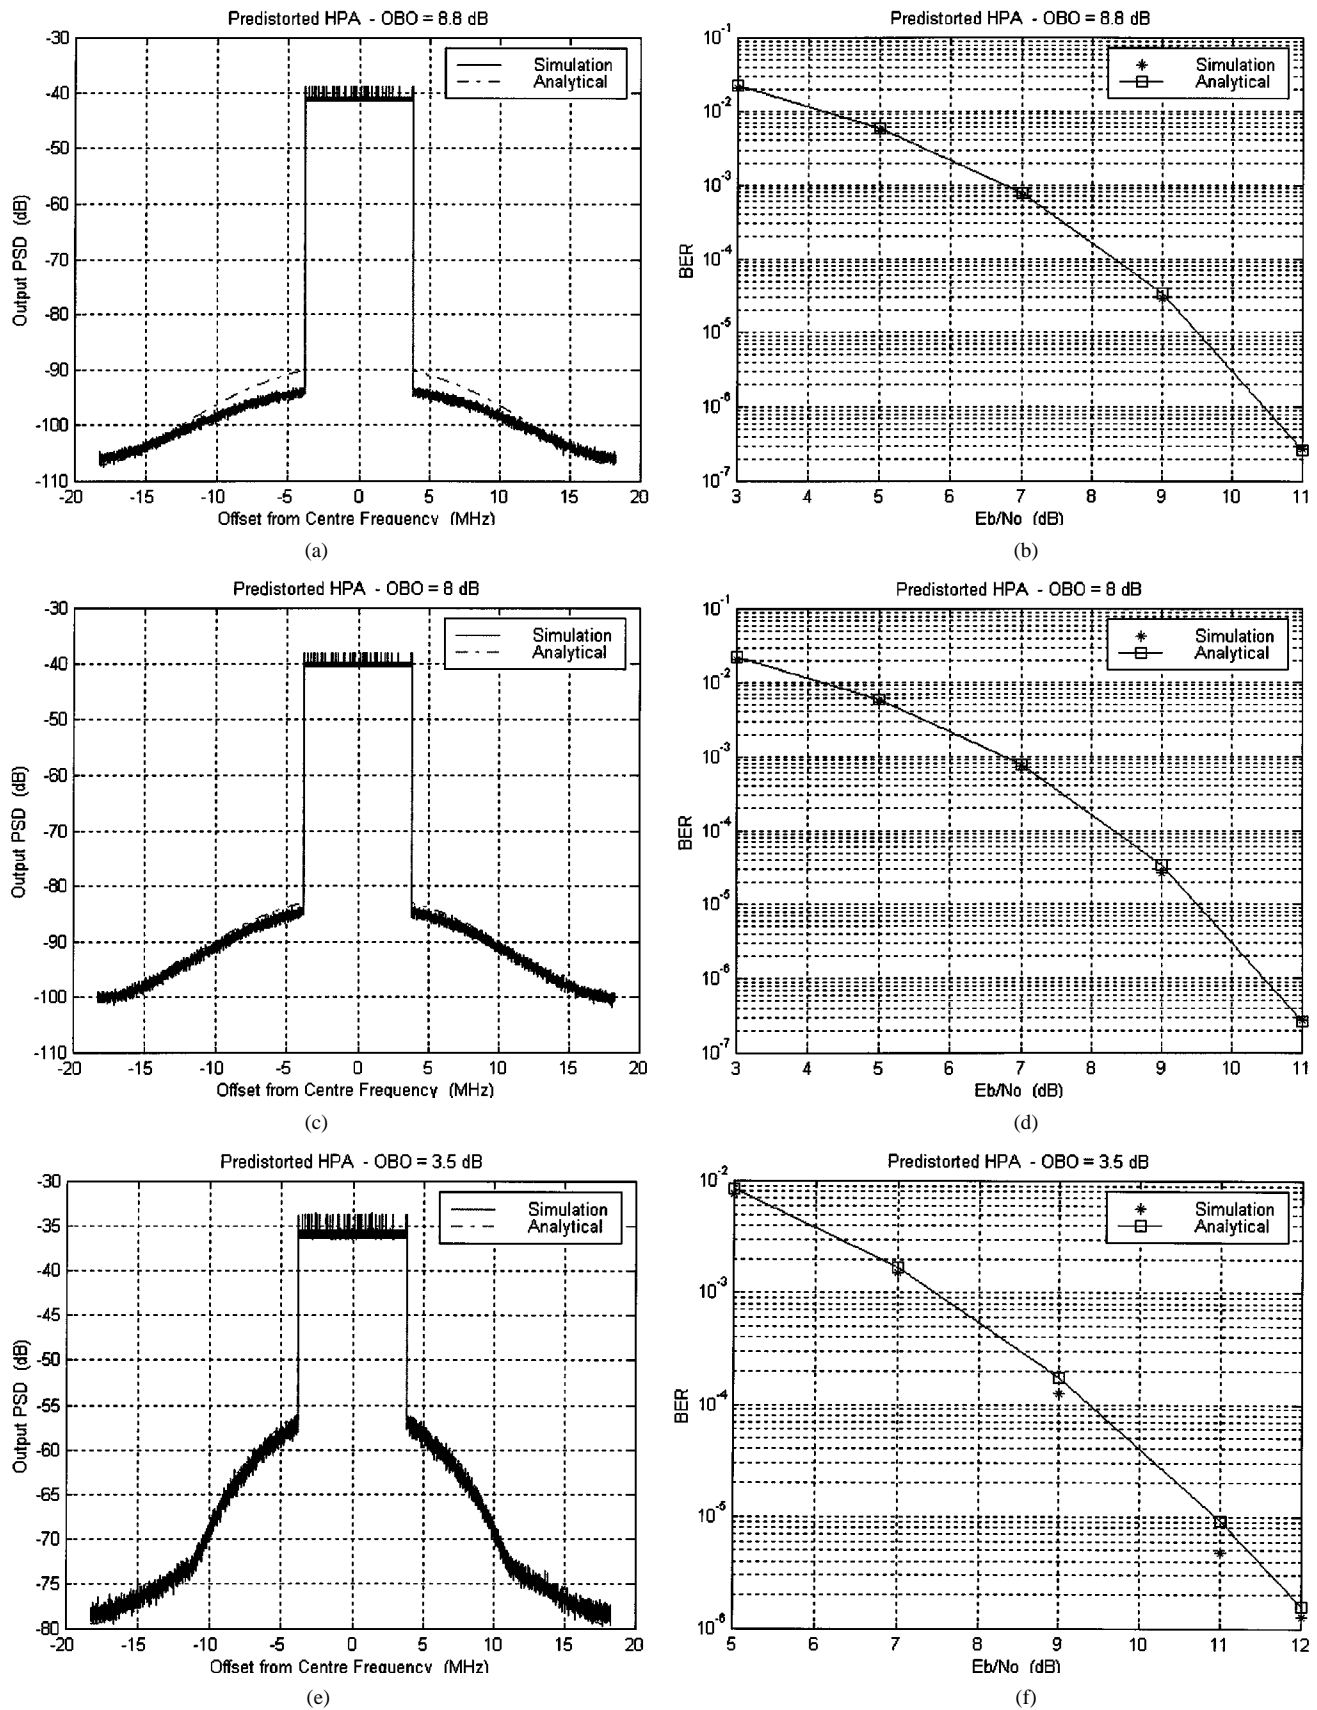 Predistorted HPA - OBO = 8.8 dB
-30
-40
-50
-60
-70
-80
-90
-100
-110
Output PSD (dB)
Simulation
Analytical
-20
-15
-10
-5
0
5
10
15
20
Offset from Centre Frequency (MHz)
(a)
Predistorted HPA - OBO = 8.8 dB
10-1
10-2
10-3
10-4
10-5
10-6
10-7
BER
Simulation
Analytical
3
4
5
6
7
8
9
10
11
Eb/No (dB)
(b)
Predistorted HPA - OBO = 8 dB
-30
-40
-50
-60
-70
-80
-90
-100
-110
Output PSD (dB)
Simulation
Analytical
-20
-15
-10
-5
0
5
10
15
20
Offset from Centre Frequency (MHz)
(c)
Predistorted HPA - OBO = 8 dB
10-1
10-2
10-3
10-4
10-5
10-6
10-7
BER
Simulation
Analytical
3
4
5
6
7
8
9
10
11
Eb/No (dB)
(d)
Predistorted HPA - OBO = 3.5 dB
-30
-35
-40
-45
-50
-55
-60
-65
-70
-75
-80
Output PSD (dB)
Simulation
Analytical
-20
-15
-10
-5
0
5
10
15
20
Offset from Centre Frequency (MHz)
(e)
Predistorted HPA - OBO = 3.5 dB
10-2
10-3
10-4
10-5
10-6
BER
Simulation
Analytical
5
6
7
8
9
10
11
12
Eb/No (dB)
(f)